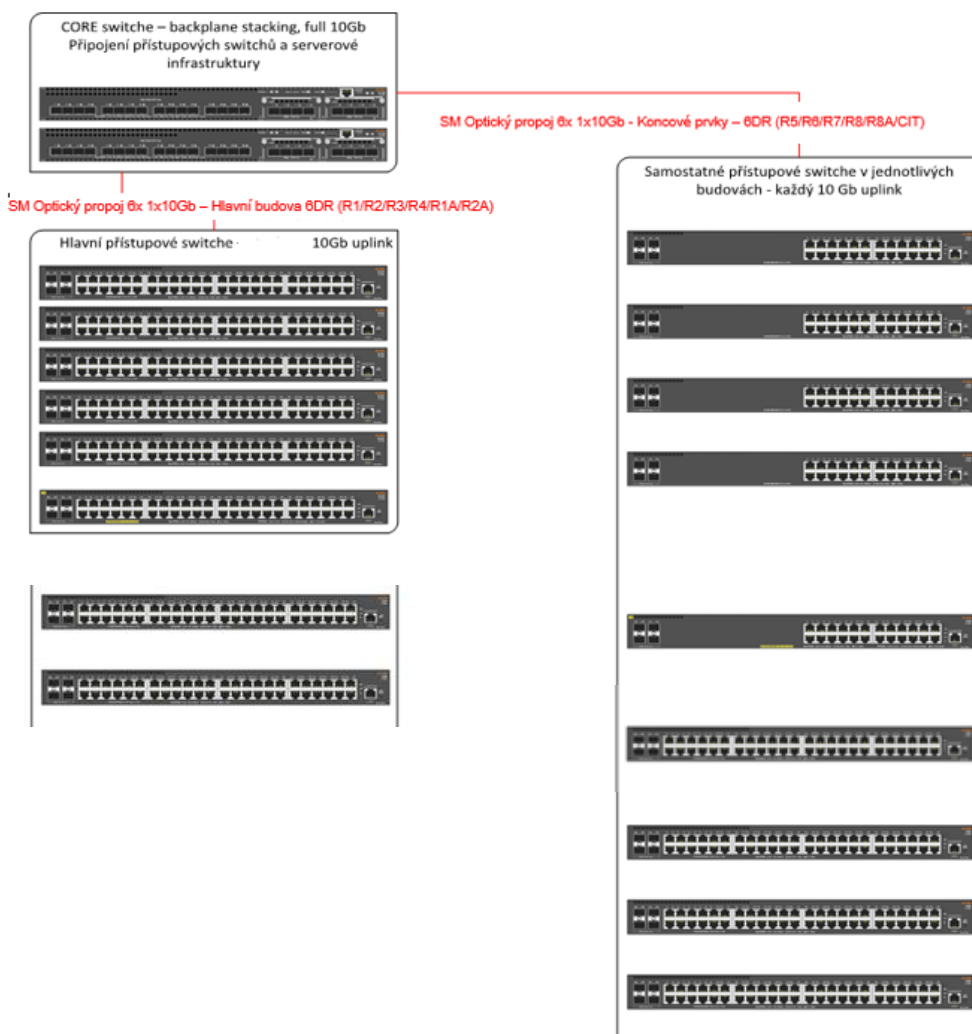 CORE switche – backplane stacking, full 10Gb
Připojení přístupových switchů a serverové
infrastruktury
SM Optický propoj 6x 1x10Gb - Koncové prvky – 6DR (R5/R6/R7/R8/R8A/CIT)
SM Optický propoj 6x 1x10Gb – Hlavní budova 6DR (R1/R2/R3/R4/R1A/R2A)
Samostatné přístupové switche v jednotlivých
budovách - každý 10 Gb uplink
Hlavní přístupové switche 10Gb uplink